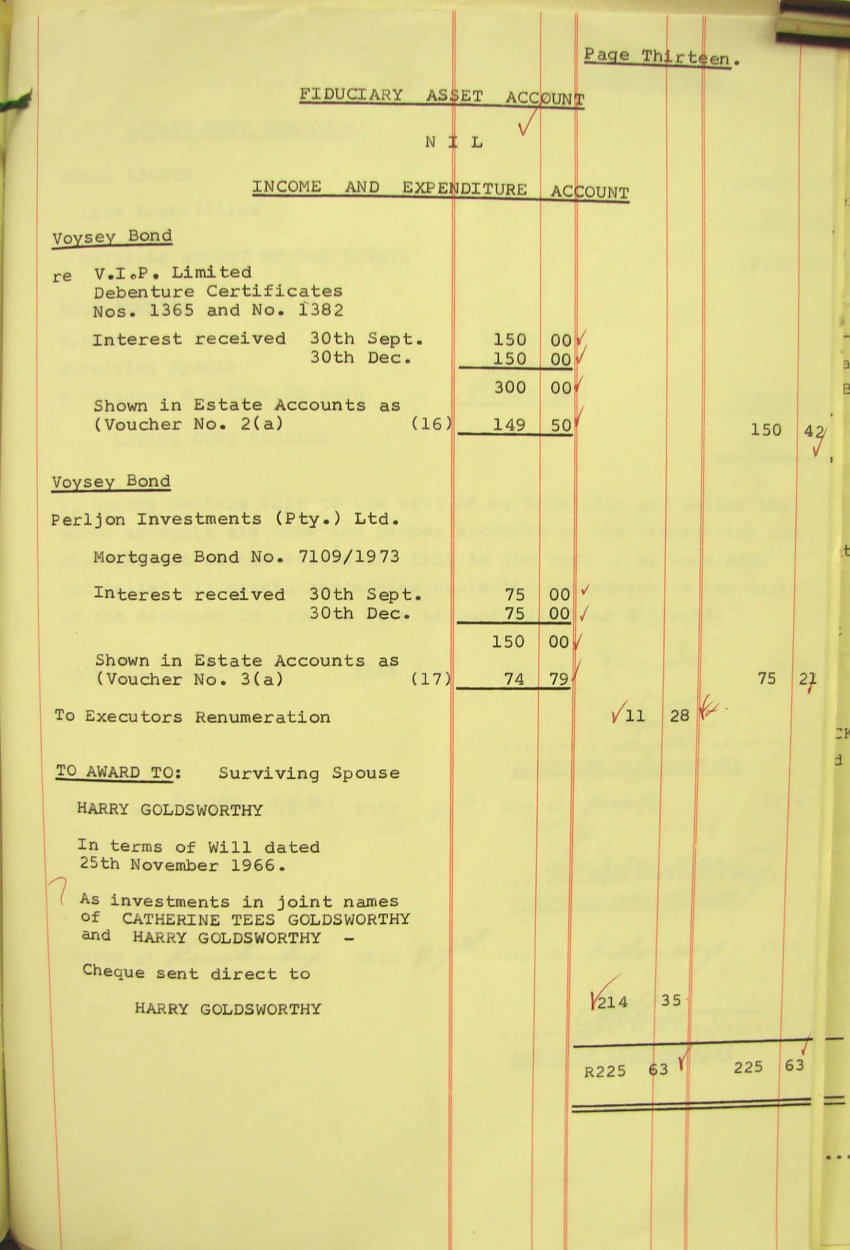 Page Thirteen.
FIDUCIARY ASSET ACCOUNT
N I L
INCOME AND EXPENDITURE ACCOUNT
Voysey Bond
re V.I.P. Limited
Debenture Certificates
Nos. 1365 and No. 1382
Interest received 30th Sept. 150 00
30th Dec. 150 00
300 00
Shown in Estate Accounts as
(Voucher No. 2(a) (16) 149 50 150 42
Voysey Bond
Perljon Investments (Pty.) Ltd.
Mortgage Bond No. 7109/1973
Interest received 30th Sept. 75 00
30th Dec. 75 00
150 00
Shown in Estate Accounts as
(Voucher No. 3(a) (17) 74 79 75 21
To Executors Renumeration 11 28
TO AWARD TO: Surviving Spouse
HARRY GOLDSWORTHY
In terms of Will dated
25th November 1966.
As investments in joint names
of CATHERINE TEES GOLDSWORTHY
and HARRY GOLDSWORTHY -
Cheque sent direct to
HARRY GOLDSWORTHY 214 35
R225 63 225 63